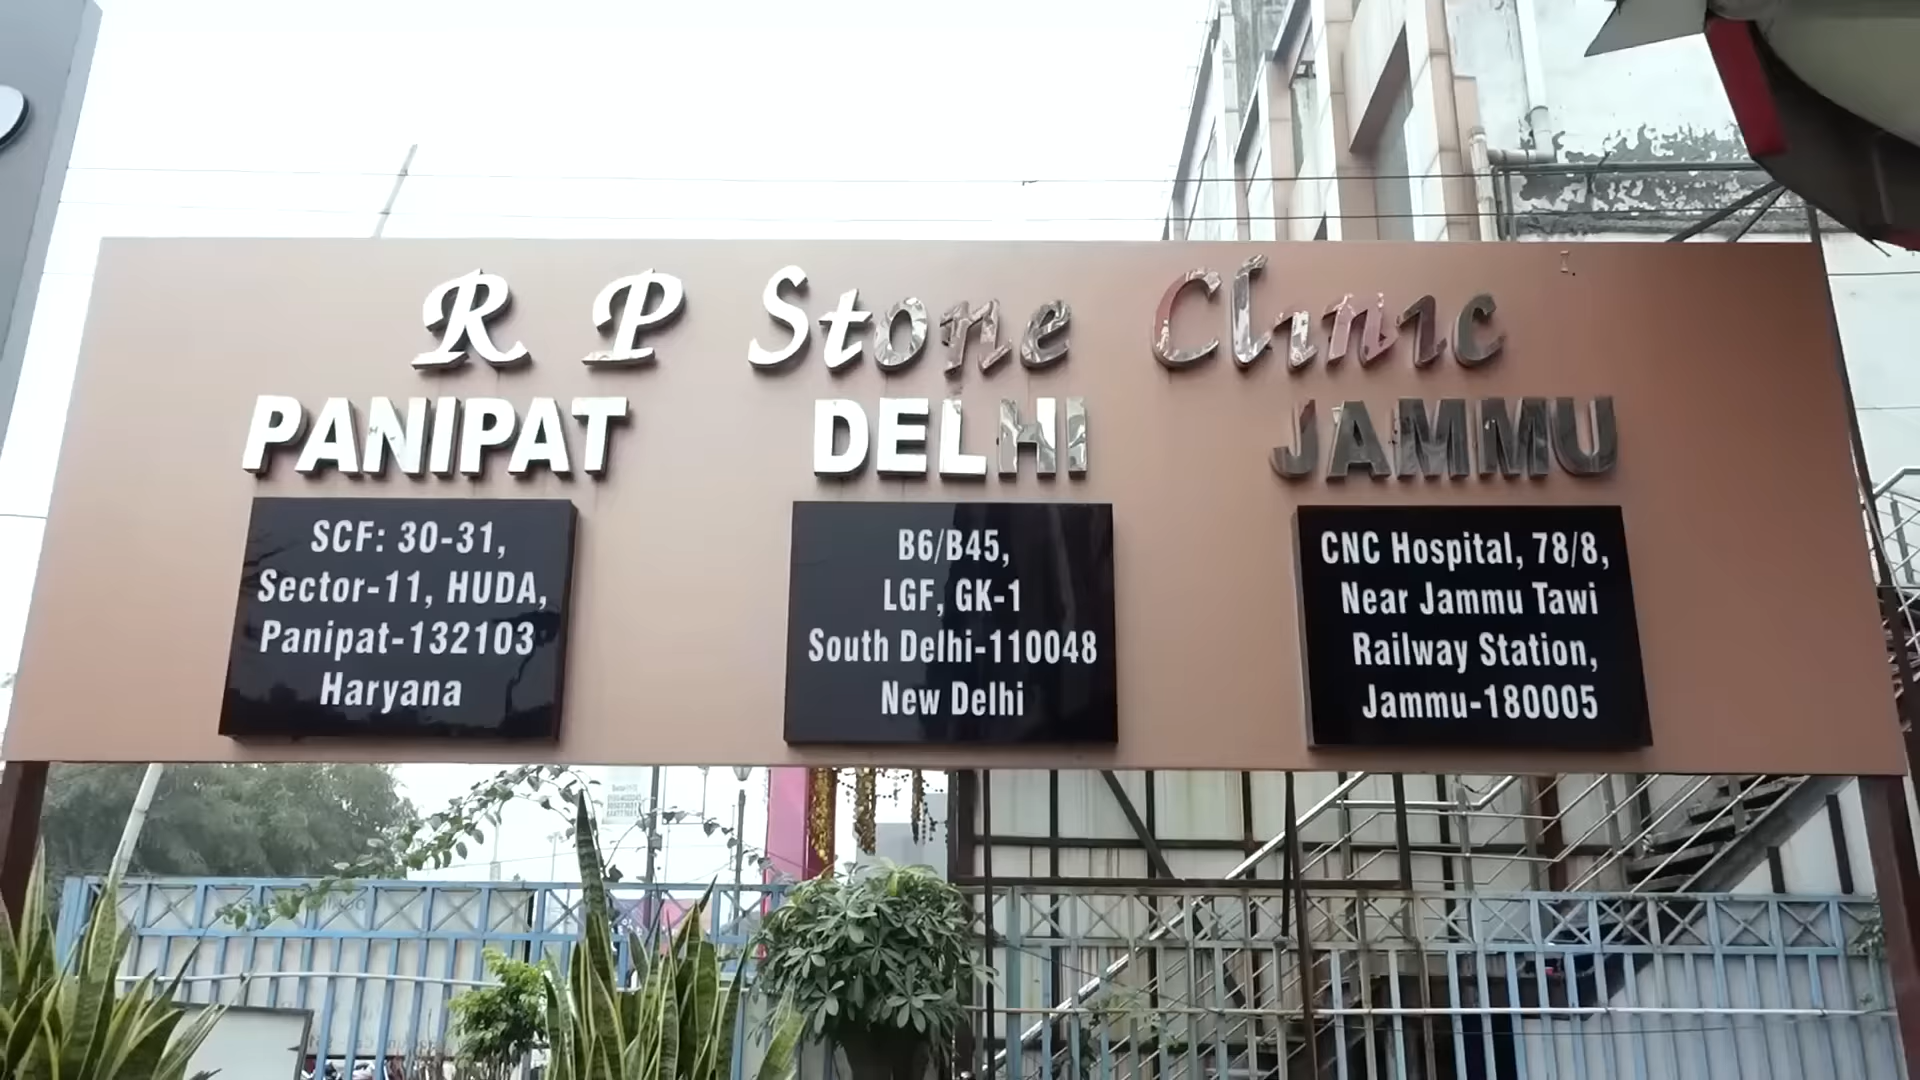 R P Stone Clinic
PANIPAT
DELHI
JAMMU
SCF: 30-31,
Sector-11, HUDA,
Panipat-132103
Haryana
B6/B45,
LGF, GK-1
South Delhi-110048
New Delhi
CNC Hospital, 78/8,
Near Jammu Tawi
Railway Station,
Jammu-180005